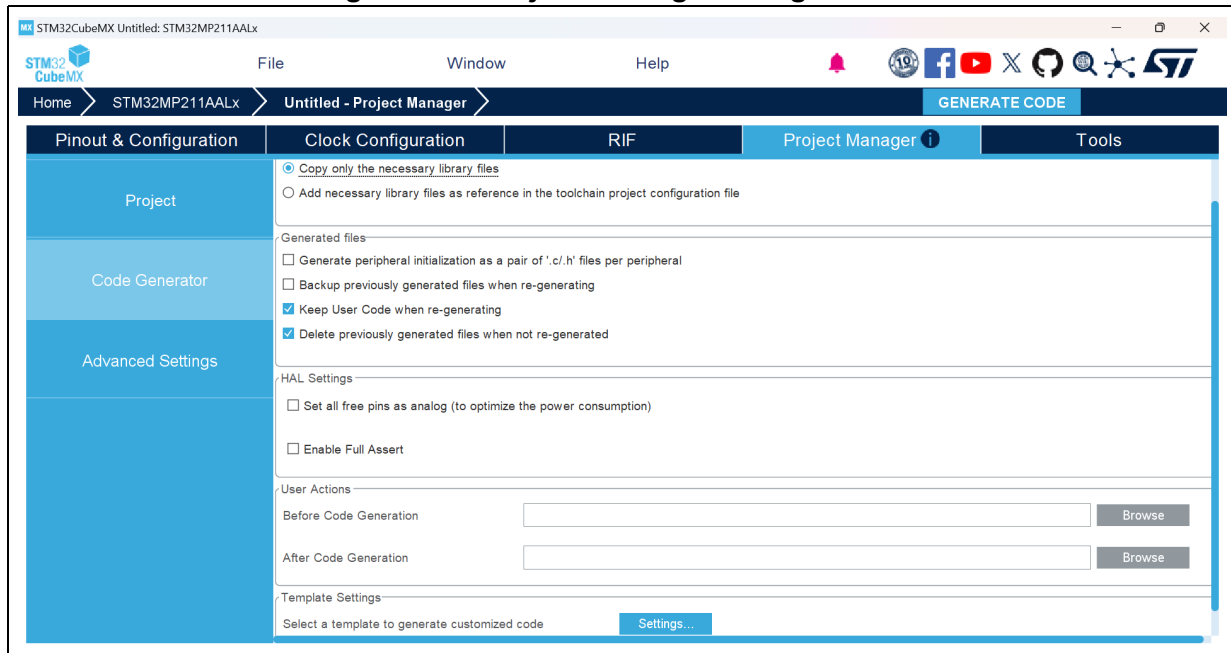 STM32CubeMX Untitled: STM32MP211AALx
STM32 CubeMX File Window Help
Home STM32MP211AALx Untitled - Project Manager GENERATE CODE
Pinout & Configuration Clock Configuration RIF Project Manager Tools
Copy only the necessary library files
Add necessary library files as reference in the toolchain project configuration file
Project
Generated files
Generate peripheral initialization as a pair of '.c/.h' files per peripheral
Code Generator
Backup previously generated files when re-generating
Keep User Code when re-generating
Delete previously generated files when not re-generated
Advanced Settings
HAL Settings
Set all free pins as analog (to optimize the power consumption)
Enable Full Assert
User Actions
Before Code Generation Browse
After Code Generation Browse
Template Settings
Select a template to generate customized code Settings...